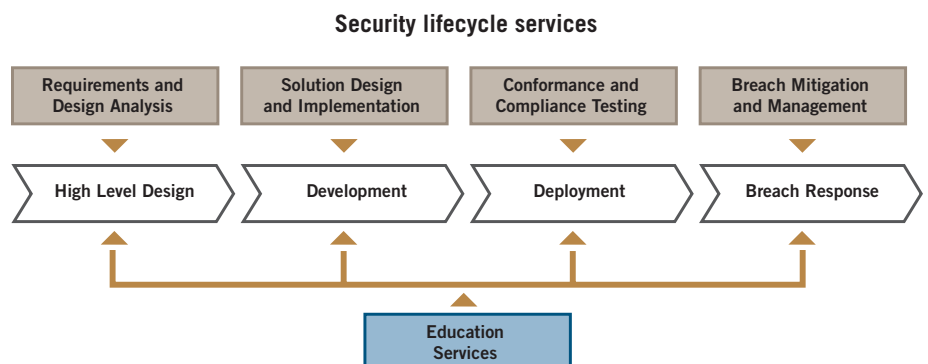 Security lifecycle services
Requirements and
Design Analysis
Solution Design
and Implementation
Conformance and
Compliance Testing
Breach Mitigation
and Management
High Level Design
Development
Deployment
Breach Response
Education
Services